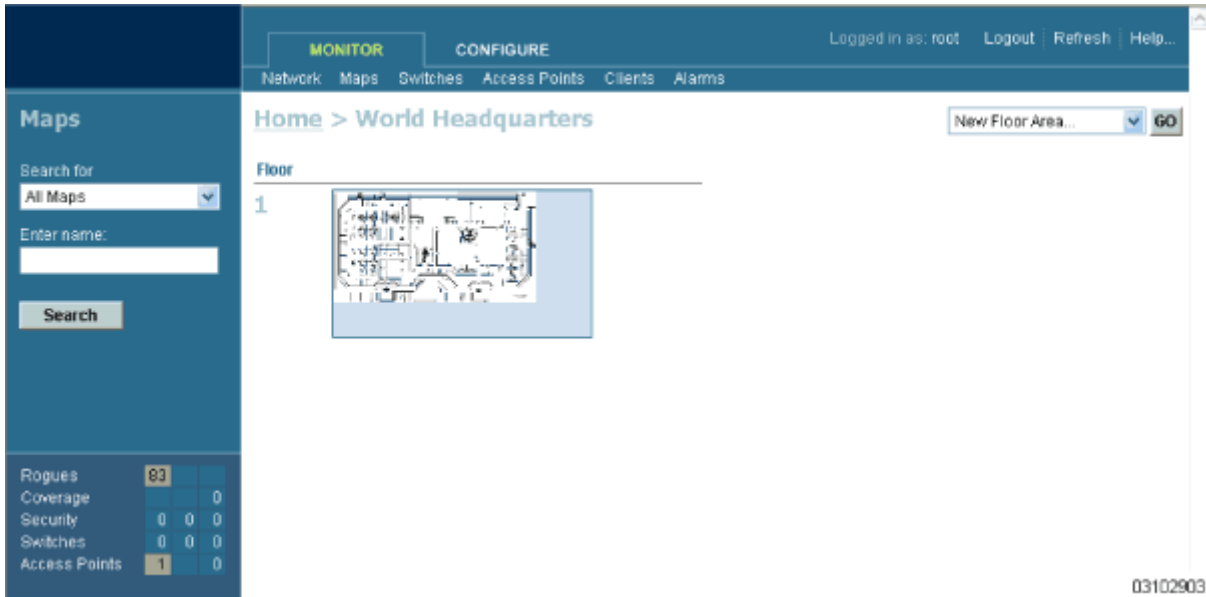 MONITOR CONFIGURE
Logged in as: root Logout Refresh Help...
Network Maps Switches Access Points Clients Alarms
Maps
Search for
All Maps
Enter name:
Search
Home > World Headquarters
New Floor Area... GO
Floor
1
Rogues 83
Coverage 0
Security 0 0 0
Switches 0 0 0
Access Points 1 0
03102903